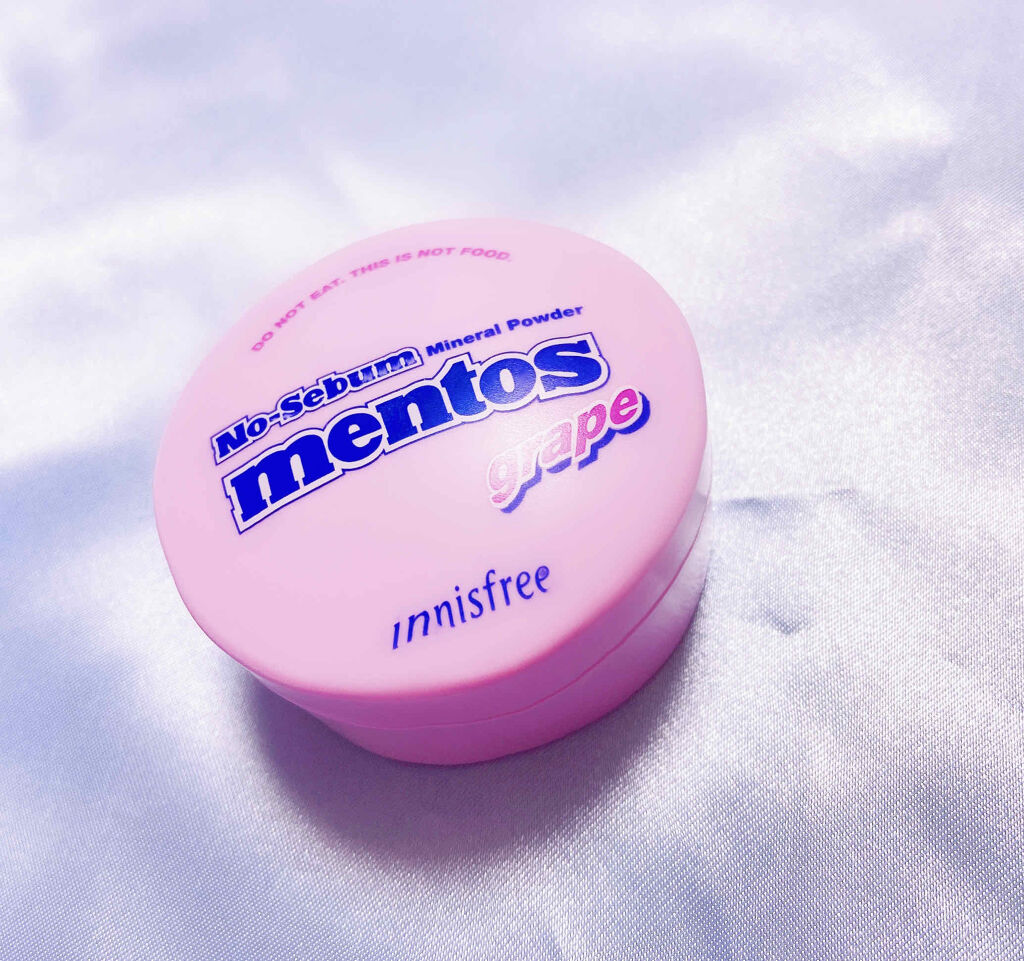 DO NOT EAT. THIS IS NOT FOOD.
No-Sebum Mineral Powder
mentos
grape
innisfree